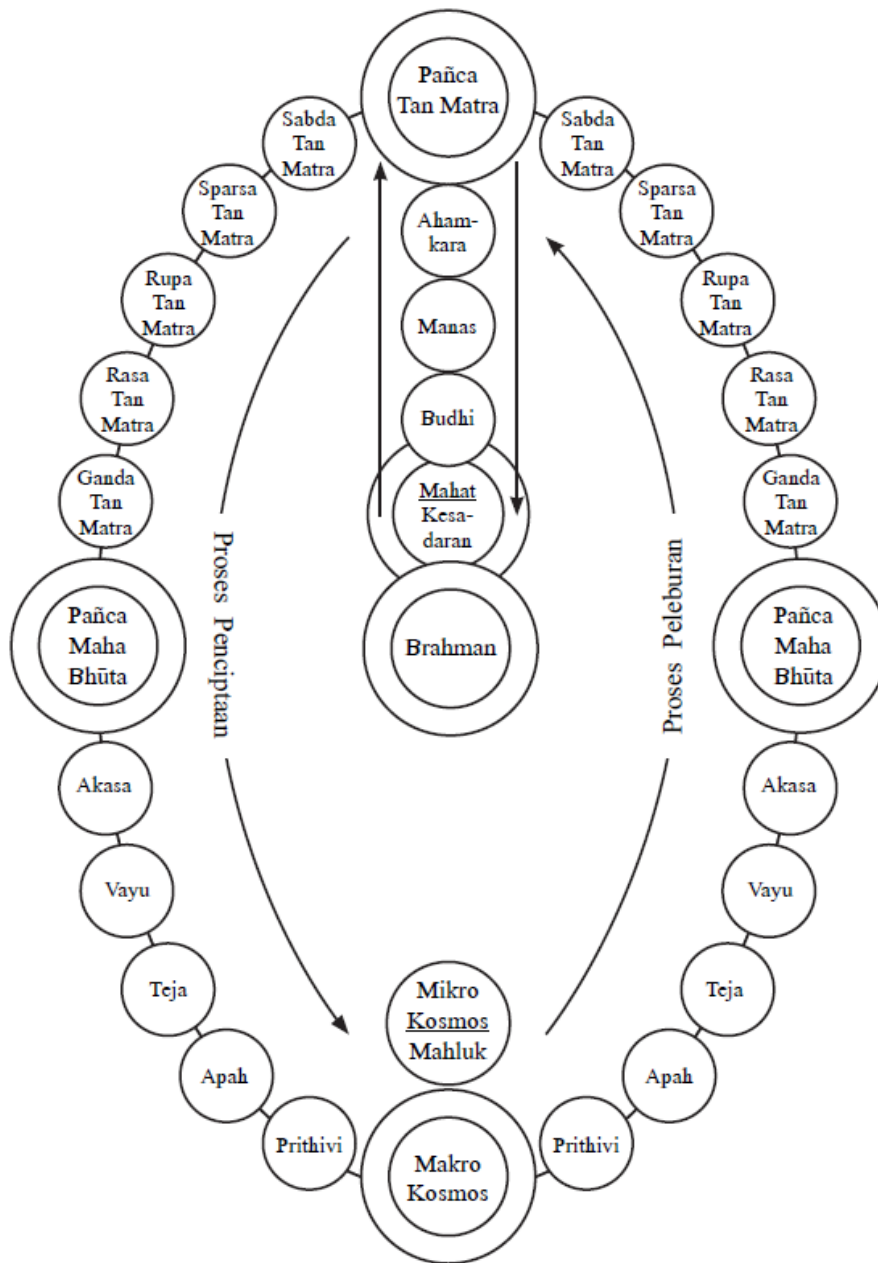 Pañca
Tan Matra
Sabda
Tan
Matra
Sabda
Tan
Matra
Sparsa
Tan
Matra
Sparsa
Tan
Matra
Aham-
kara
Rupa
Tan
Matra
Rupa
Tan
Matra
Manas
Rasa
Tan
Matra
Rasa
Tan
Matra
Budhi
Ganda
Tan
Matra
Ganda
Tan
Matra
Mahat
Kesa-
daran
Proses Penciptaan
Proses Peleburan
Pañca
Maha
Bhūta
Brahman
Pañca
Maha
Bhūta
Akasa
Akasa
Vayu
Vayu
Teja
Teja
Mikro
Kosmos
Mahluk
Apah
Apah
Prithivi
Prithivi
Makro
Kosmos